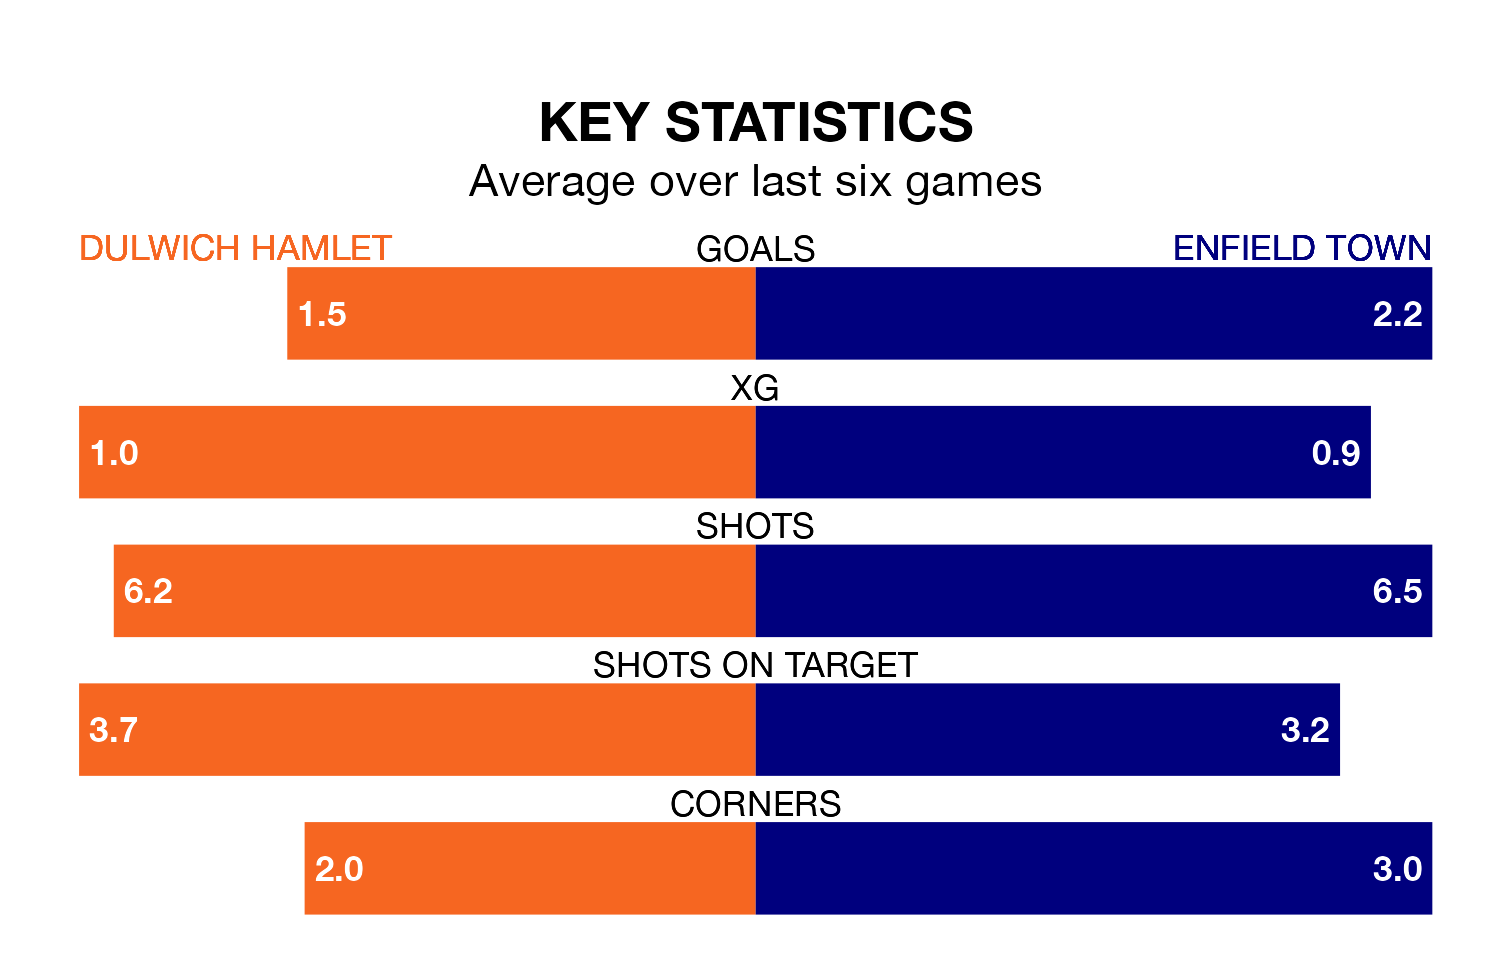 KEY STATISTICS
Average over last six games
DULWICH HAMLET GOALS ENFIELD TOWN
1.5 2.2
XG
1.0 0.9
SHOTS
6.2 6.5
SHOTS ON TARGET
3.7 3.2
CORNERS
2.0 3.0